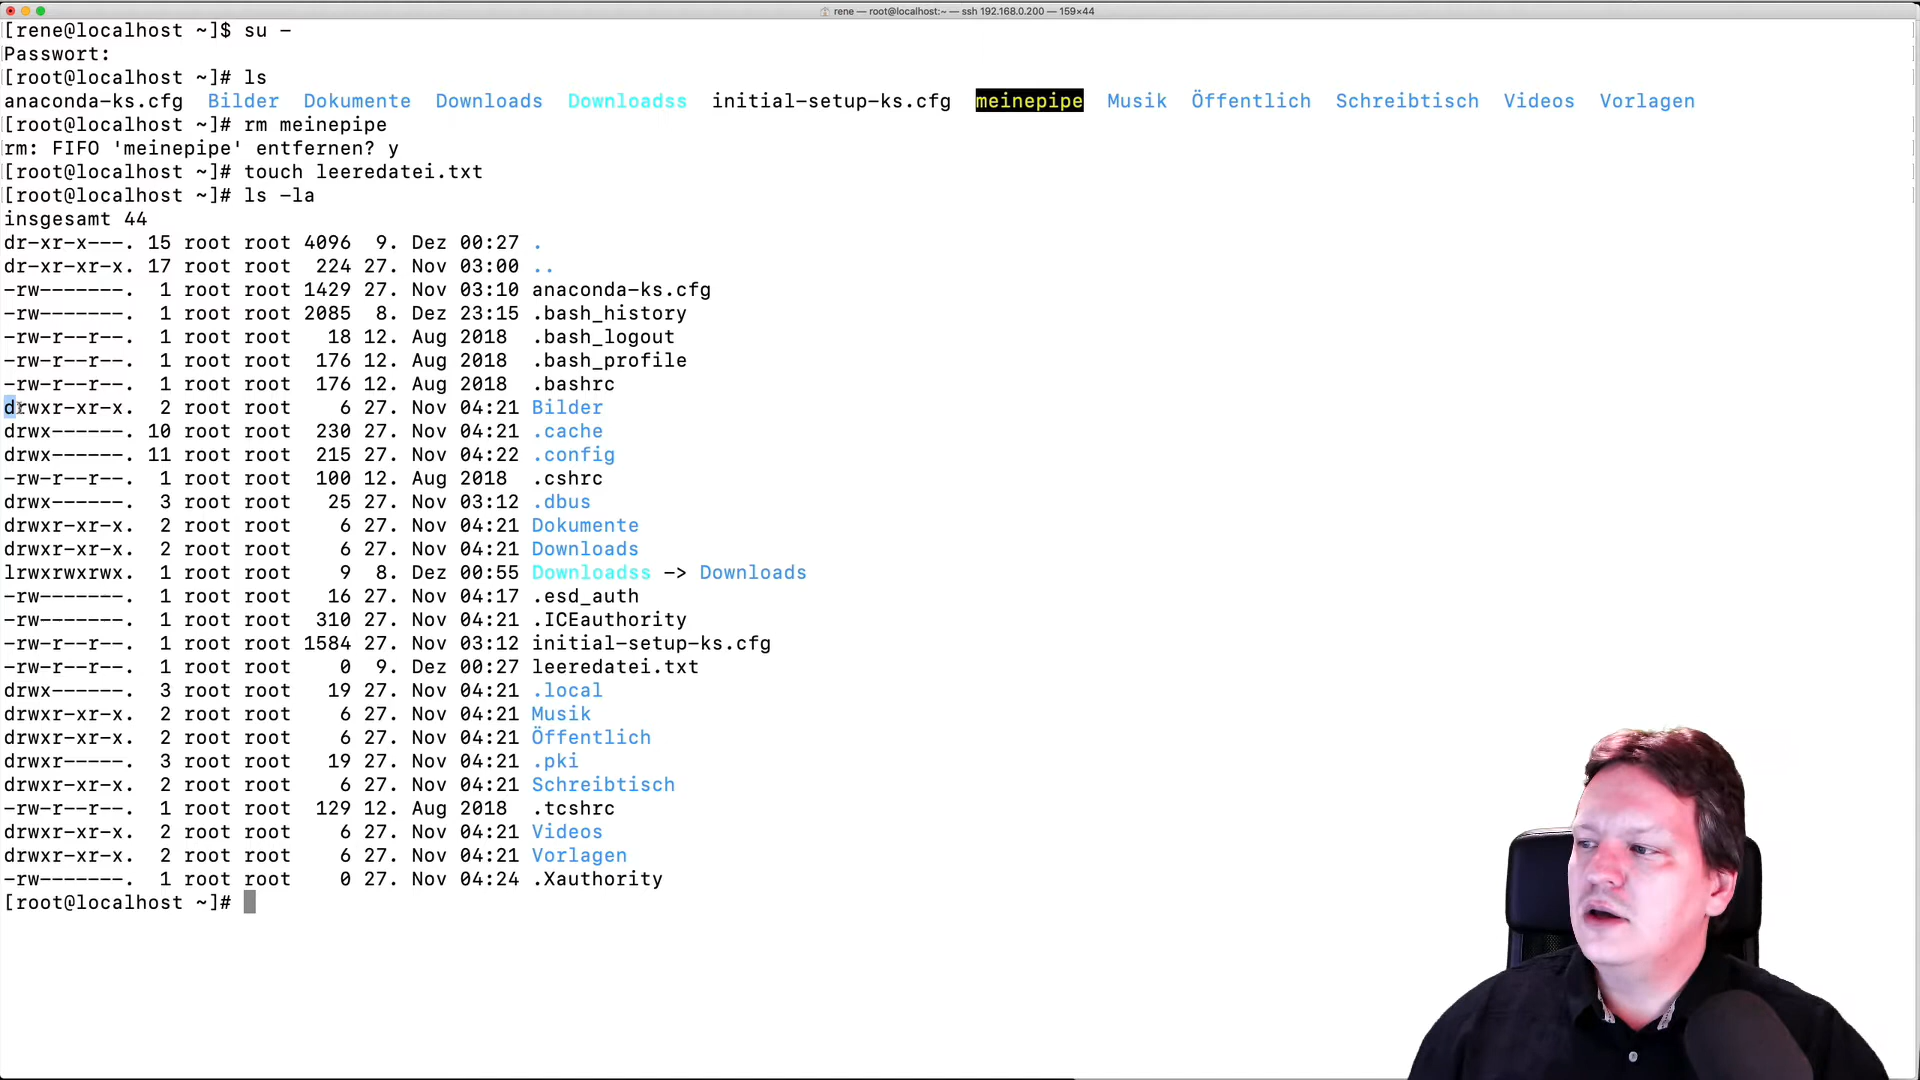 rene — root@localhost:~ — ssh 192.168.0.200 — 159×44
[rene@localhost ~]$ su -
Passwort:
[root@localhost ~]# ls
anaconda-ks.cfg  Bilder  Dokumente  Downloads  Downloadss  initial-setup-ks.cfg  meinepipe  Musik  Öffentlich  Schreibtisch  Videos  Vorlagen
[root@localhost ~]# rm meinepipe
rm: FIFO 'meinepipe' entfernen? y
[root@localhost ~]# touch leeredatei.txt
[root@localhost ~]# ls -la
insgesamt 44
dr-xr-x---. 15 root root 4096  9. Dez 00:27 .
dr-xr-xr-x. 17 root root  224 27. Nov 03:00 ..
-rw-------.  1 root root 1429 27. Nov 03:10 anaconda-ks.cfg
-rw-------.  1 root root 2085  8. Dez 23:15 .bash_history
-rw-r--r--.  1 root root   18 12. Aug 2018  .bash_logout
-rw-r--r--.  1 root root  176 12. Aug 2018  .bash_profile
-rw-r--r--.  1 root root  176 12. Aug 2018  .bashrc
drwxr-xr-x.  2 root root    6 27. Nov 04:21 Bilder
drwx------. 10 root root  230 27. Nov 04:21 .cache
drwx------. 11 root root  215 27. Nov 04:22 .config
-rw-r--r--.  1 root root  100 12. Aug 2018  .cshrc
drwx------.  3 root root   25 27. Nov 03:12 .dbus
drwxr-xr-x.  2 root root    6 27. Nov 04:21 Dokumente
drwxr-xr-x.  2 root root    6 27. Nov 04:21 Downloads
lrwxrwxrwx.  1 root root    9  8. Dez 00:55 Downloadss -> Downloads
-rw-------.  1 root root   16 27. Nov 04:17 .esd_auth
-rw-------.  1 root root  310 27. Nov 04:21 .ICEauthority
-rw-r--r--.  1 root root 1584 27. Nov 03:12 initial-setup-ks.cfg
-rw-r--r--.  1 root root    0  9. Dez 00:27 leeredatei.txt
drwx------.  3 root root   19 27. Nov 04:21 .local
drwxr-xr-x.  2 root root    6 27. Nov 04:21 Musik
drwxr-xr-x.  2 root root    6 27. Nov 04:21 Öffentlich
drwxr-----.  3 root root   19 27. Nov 04:21 .pki
drwxr-xr-x.  2 root root    6 27. Nov 04:21 Schreibtisch
-rw-r--r--.  1 root root  129 12. Aug 2018  .tcshrc
drwxr-xr-x.  2 root root    6 27. Nov 04:21 Videos
drwxr-xr-x.  2 root root    6 27. Nov 04:21 Vorlagen
-rw-------.  1 root root    0 27. Nov 04:24 .Xauthority
[root@localhost ~]#